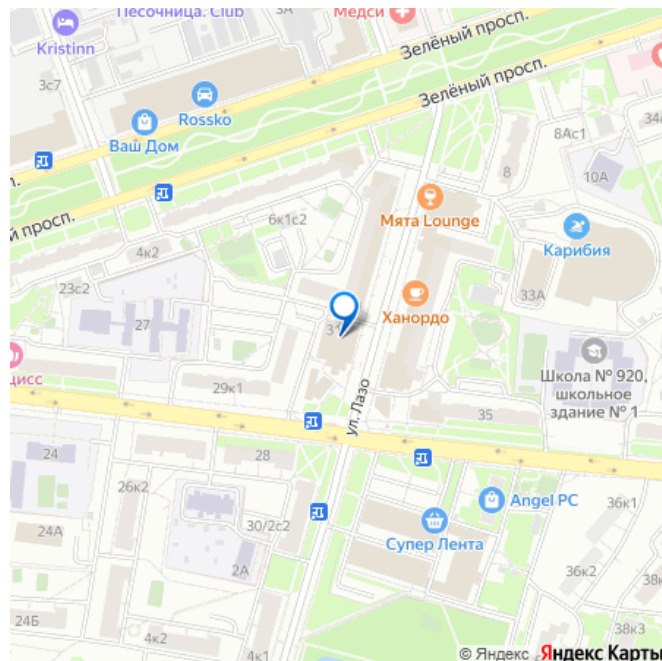 Песочница. Club
3А
Медси
Kristinn
Зелёный просп.
3с7
Rossko
Зелёный просп.
Ваш Дом
8Ас1
8
10А
6к1с2
Мята Lounge
й просп.
4к2
Карибия
23с2
33А
27
Ханордо
Школа № 920,
школьное
здание № 1
цисс
29к1
ул. Лазо
35
24
28
26к2
Angel PC
36к1
24А
30/2с2
Супер Лента
2А
36к2
24Б
4к2
38к3
4к1
© Яндекс Яндекс Карты